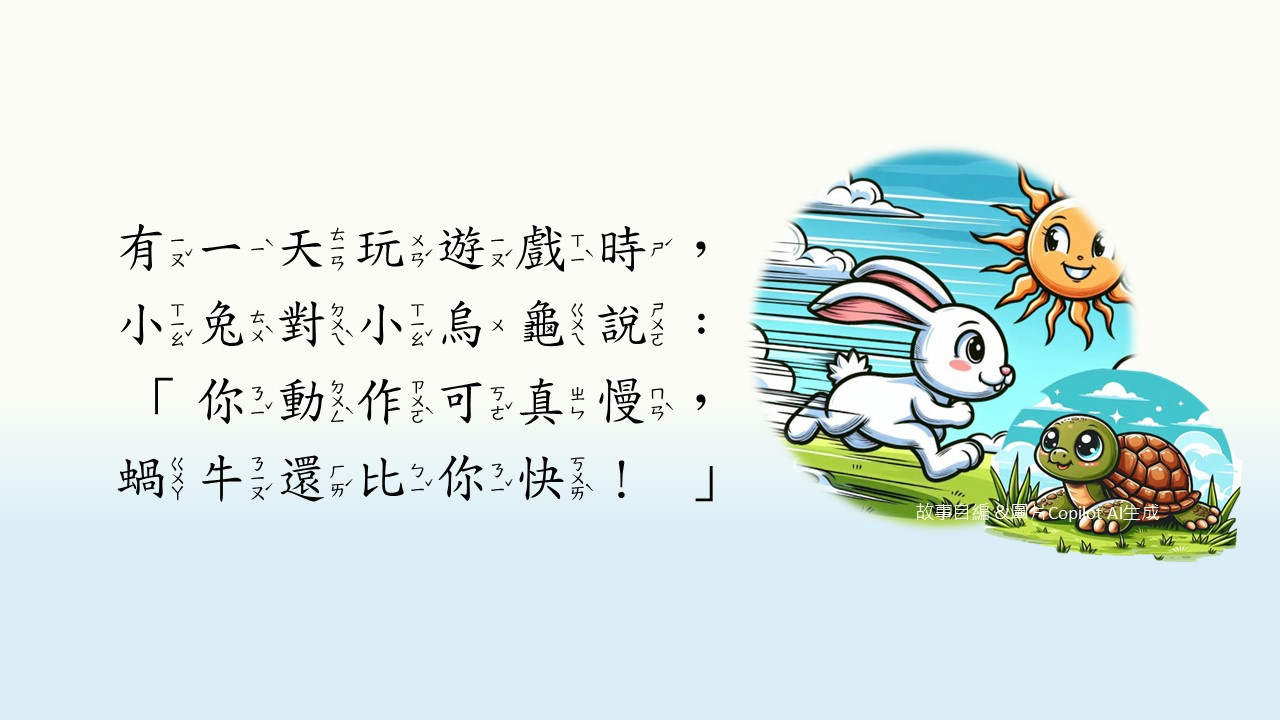 有一天玩遊戲時，
小兔對小烏龜說：
「你動作可真慢，
蝸牛還比你快！」
故事自編 & 圖片Copilot AI生成